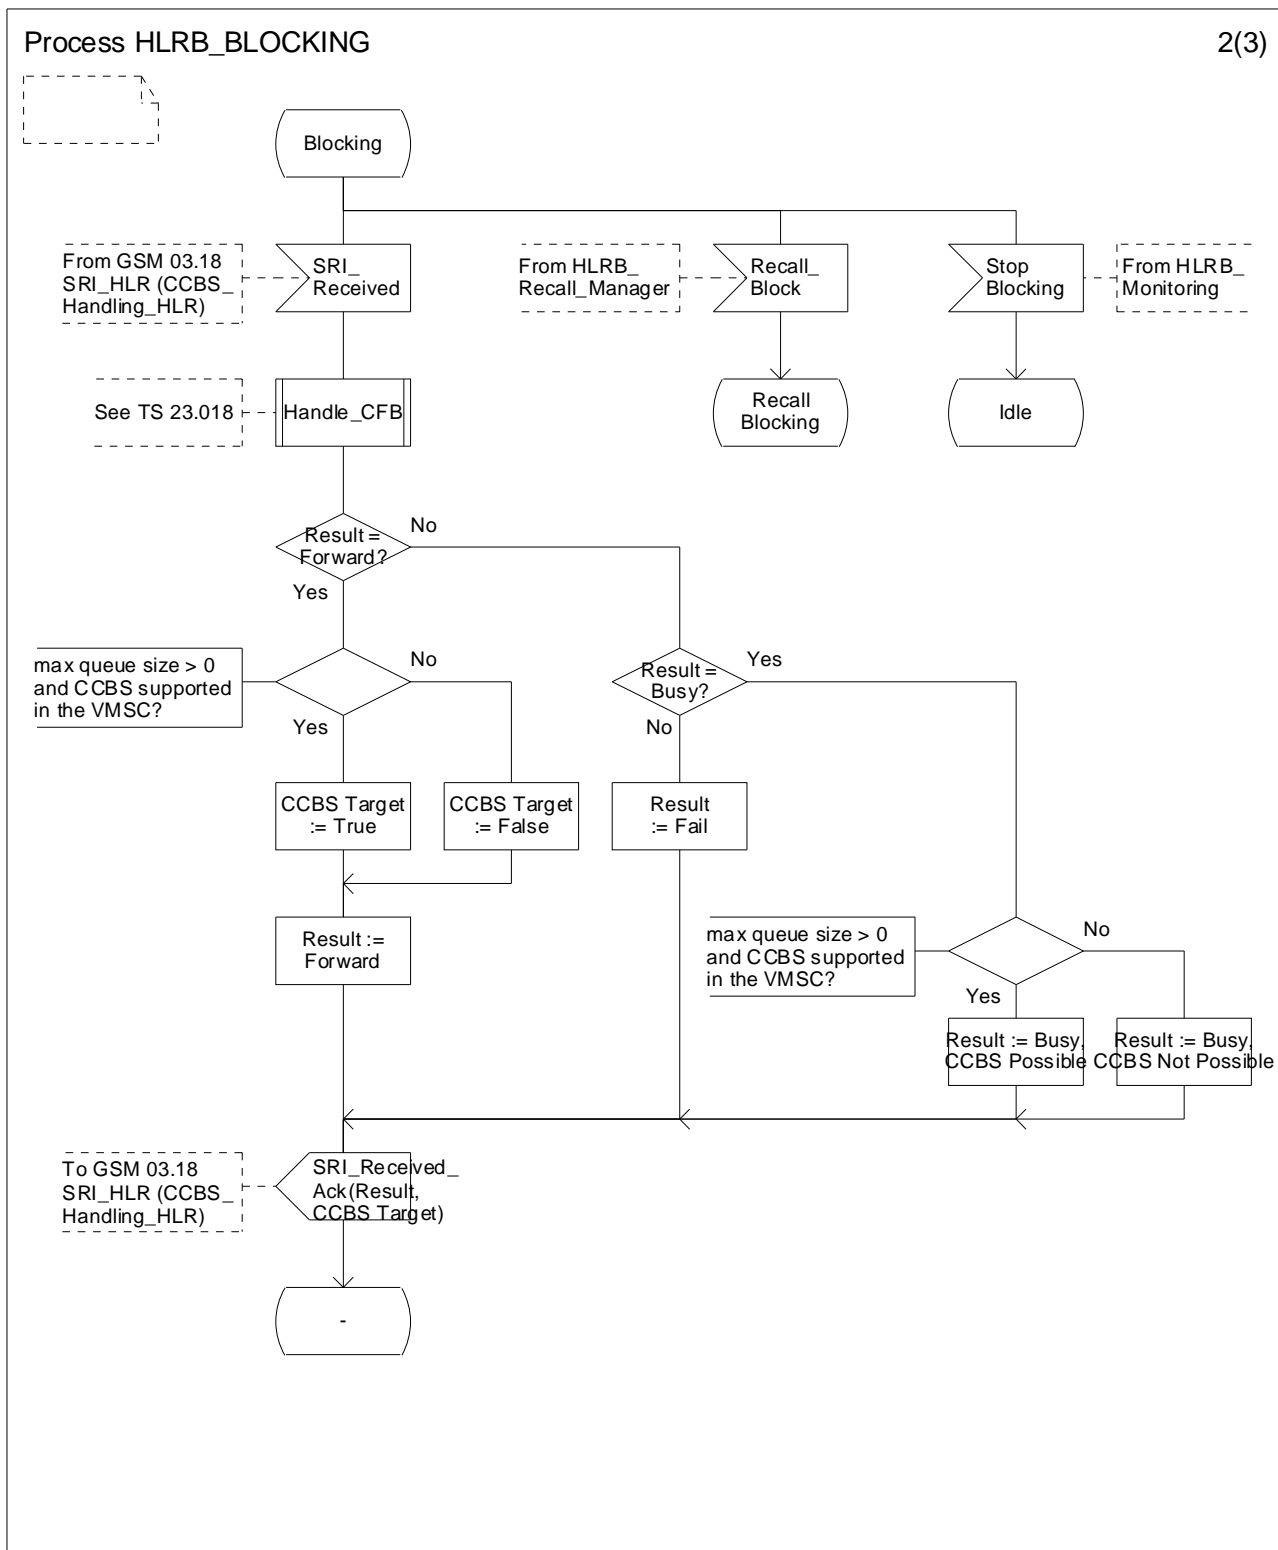 Process HLRB_BLOCKING
2(3)
Blocking
From GSM 03.18
SRI_HLR (CCBS_
Handling_HLR)
SRI_
Received
From HLRB_
Recall_Manager
Recall_
Block
Stop
Blocking
From HLRB_
Monitoring
See TS 23.018
Handle_CFB
Recall
Blocking
Idle
Result =
Forward?
No
Yes
max queue size > 0
and CCBS supported
in the VMSC?
No
Yes
Result =
Busy?
Yes
No
CCBS Target
:= True
CCBS Target
:= False
Result
:= Fail
Result :=
Forward
max queue size > 0
and CCBS supported
in the VMSC?
No
Yes
Result := Busy,
CCBS Possible
Result := Busy,
CCBS Not Possible
To GSM 03.18
SRI_HLR (CCBS_
Handling_HLR)
SRI_Received_
Ack(Result,
CCBS Target)
-